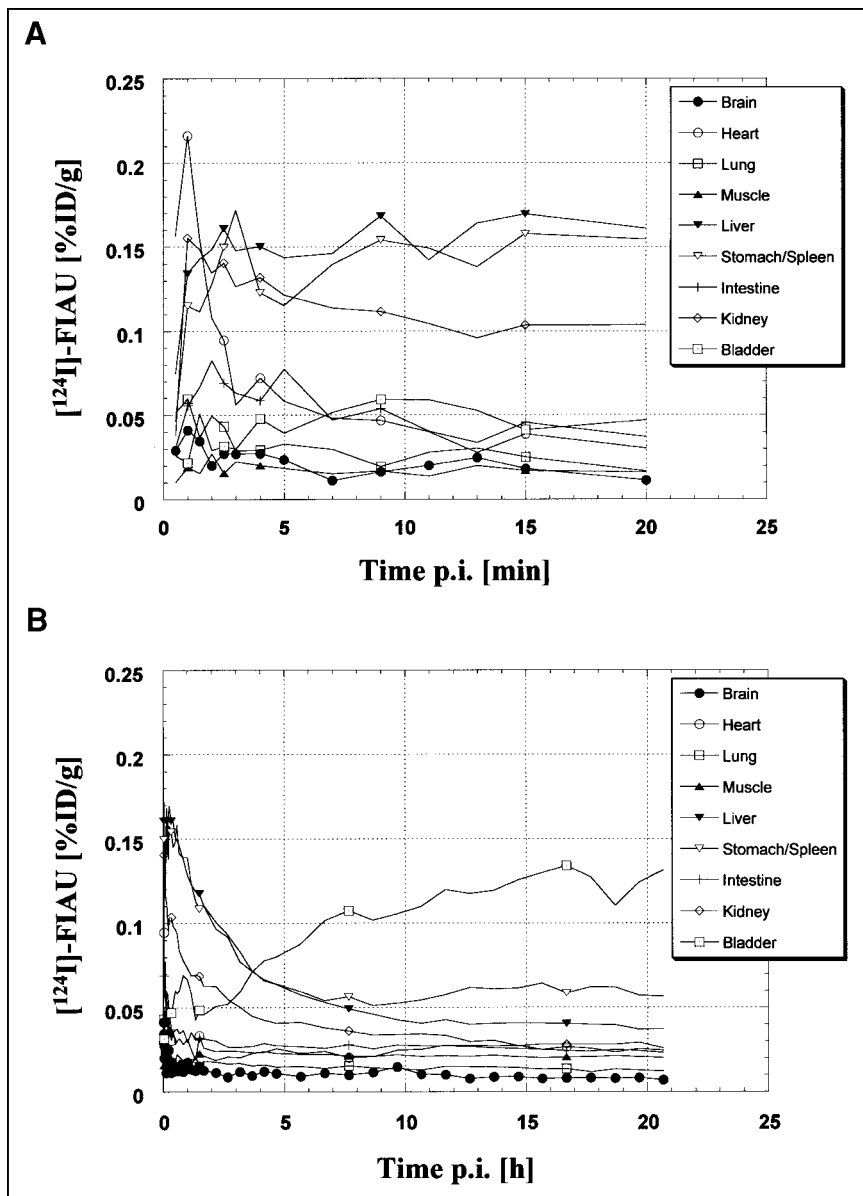 A
[124I]-FIAU [%ID/g]
0.25
0.2
0.15
0.1
0.05
0
0 5 10 15 20 25
Time p.i. [min]
Brain
Heart
Lung
Muscle
Liver
Stomach/Spleen
Intestine
Kidney
Bladder
B
[124I]-FIAU [%ID/g]
0.25
0.2
0.15
0.1
0.05
0
0 5 10 15 20 25
Time p.i. [h]
Brain
Heart
Lung
Muscle
Liver
Stomach/Spleen
Intestine
Kidney
Bladder